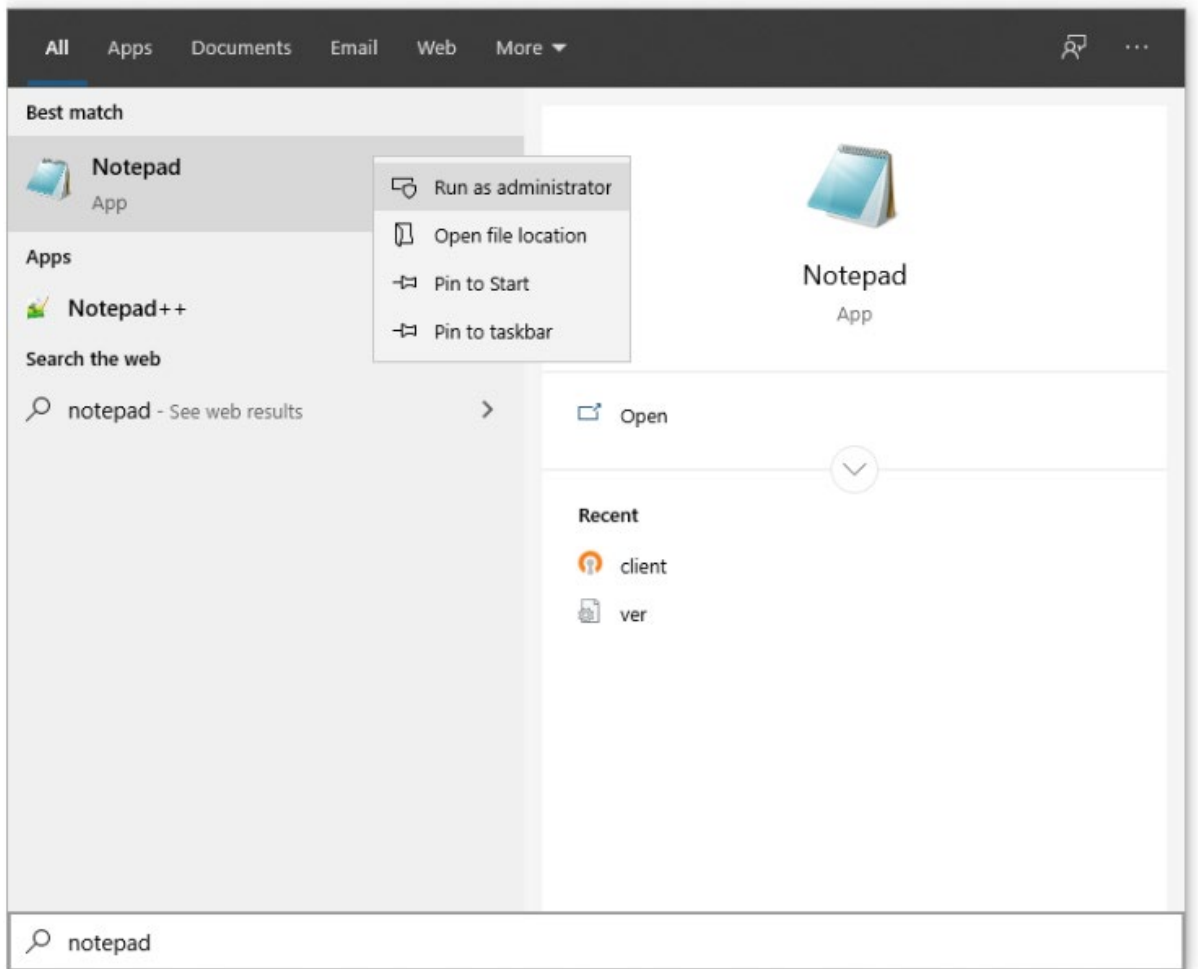 All Apps Documents Email Web More
Best match
Notepad
App
Run as administrator
Open file location
Pin to Start
Pin to taskbar
Apps
Notepad++
Search the web
notepad - See web results
Notepad
App
Open
Recent
client
ver
notepad